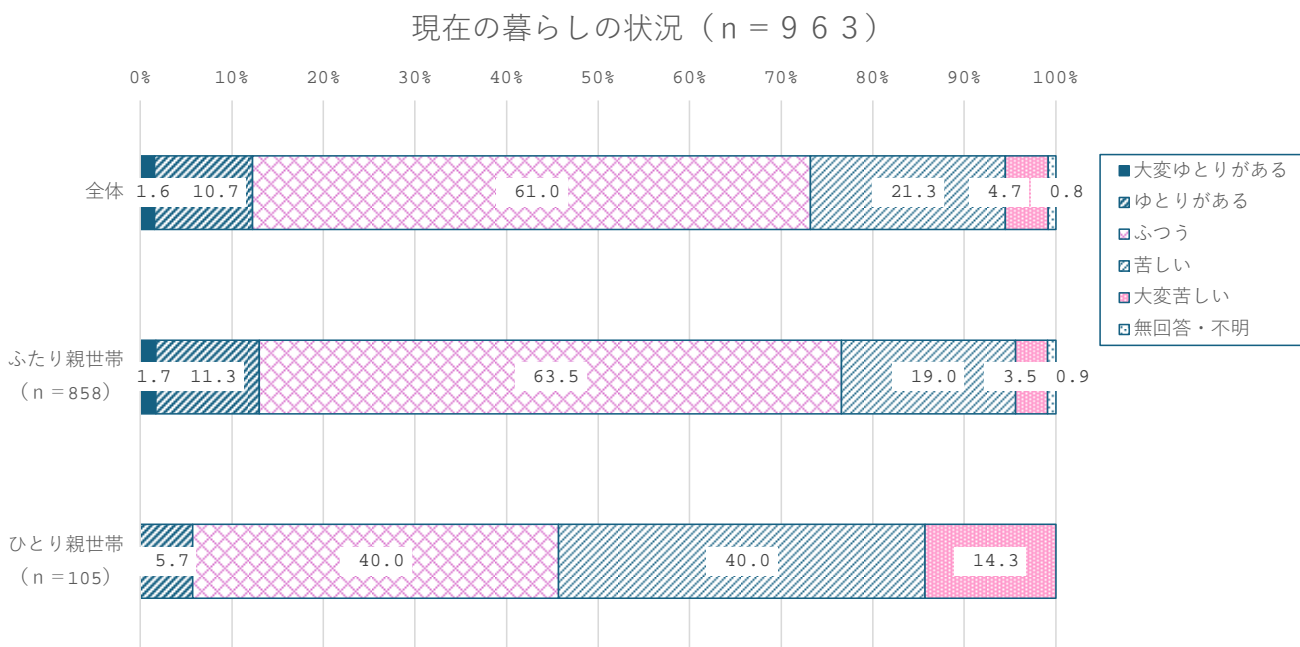 現在の暮らしの状況（ｎ＝９６３）
0% 10% 20% 30% 40% 50% 60% 70% 80% 90% 100%
全体 1.6 10.7 61.0 21.3 4.7 0.8
ふたり親世帯
（ｎ＝858） 1.7 11.3 63.5 19.0 3.5 0.9
ひとり親世帯
（ｎ＝105） 5.7 40.0 40.0 14.3
大変ゆとりがある
ゆとりがある
ふつう
苦しい
大変苦しい
無回答・不明